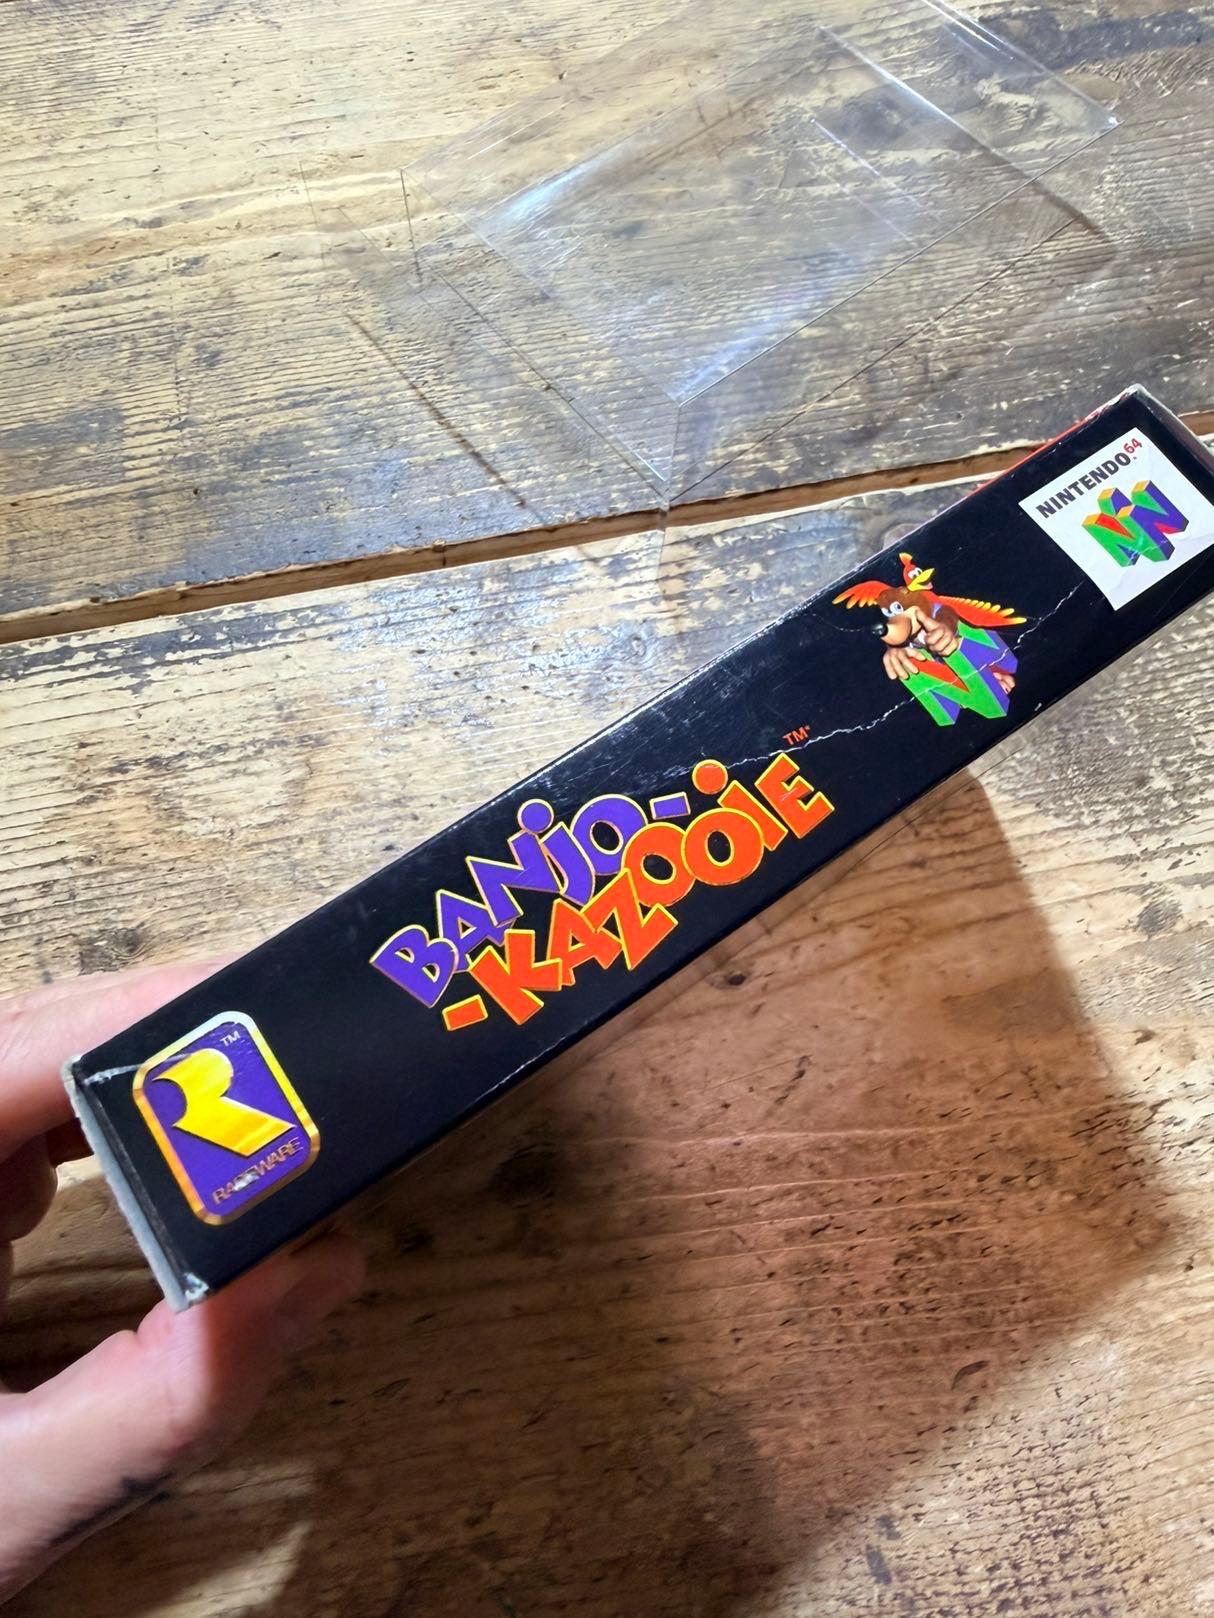 NINTENDO64
TM*
BANJO-
-KAZOOIE
TM
RAREWARE